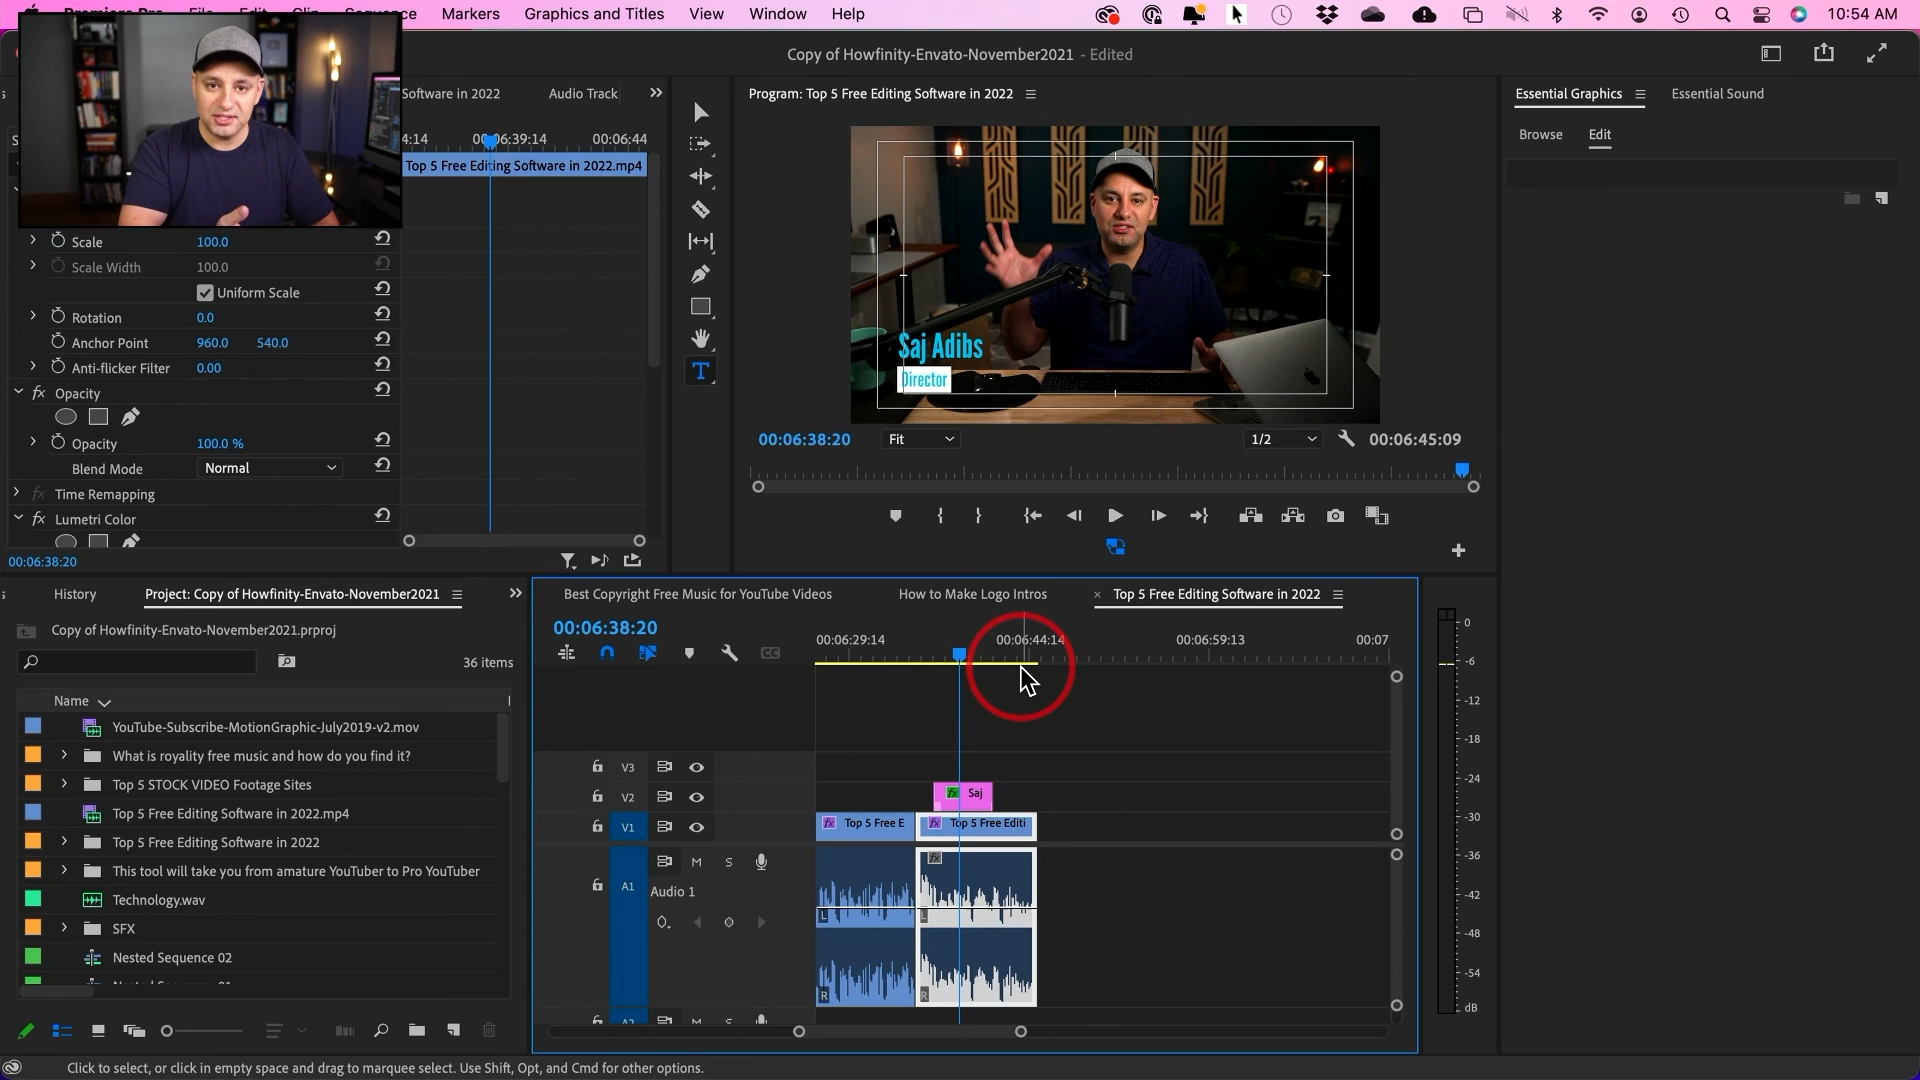 Sequence
Markers
Graphics and Titles
View
Window
Help
10:54 AM
Copy of Howfinity-Envato-November2021 - Edited
Software in 2022
Audio Track
4:14
00:06:39:14
00:06:44
Top 5 Free Editing Software in 2022.mp4
Scale
100.0
Scale Width
100.0
Uniform Scale
Rotation
0.0
Anchor Point
960.0
540.0
Anti-flicker Filter
0.00
fx
Opacity
Opacity
100.0 %
Blend Mode
Normal
fx
Time Remapping
fx
Lumetri Color
00:06:38:20
Program: Top 5 Free Editing Software in 2022
Saj Adibs
Director
00:06:38:20
Fit
1/2
00:06:45:09
Essential Graphics
Essential Sound
Browse
Edit
History
Project: Copy of Howfinity-Envato-November2021
Copy of Howfinity-Envato-November2021.prproj
36 items
Name
YouTube-Subscribe-MotionGraphic-July2019-v2.mov
What is royality free music and how do you find it?
Top 5 STOCK VIDEO Footage Sites
Top 5 Free Editing Software in 2022.mp4
Top 5 Free Editing Software in 2022
This tool will take you from amature YouTuber to Pro YouTuber
Technology.wav
SFX
Nested Sequence 02
Best Copyright Free Music for YouTube Videos
How to Make Logo Intros
Top 5 Free Editing Software in 2022
00:06:38:20
00:06:29:14
00:06:44:14
00:06:59:13
00:07
CC
V3
V2
fx
Saj
V1
fx
Top 5 Free E
fx
Top 5 Free Editi
A1
M
S
Audio 1
fx
L
L
R
R
A2
M
S
0
-6
-12
-18
-24
-30
-36
-42
-48
-54
dB
Click to select, or click in empty space and drag to marquee select. Use Shift, Opt, and Cmd for other options.